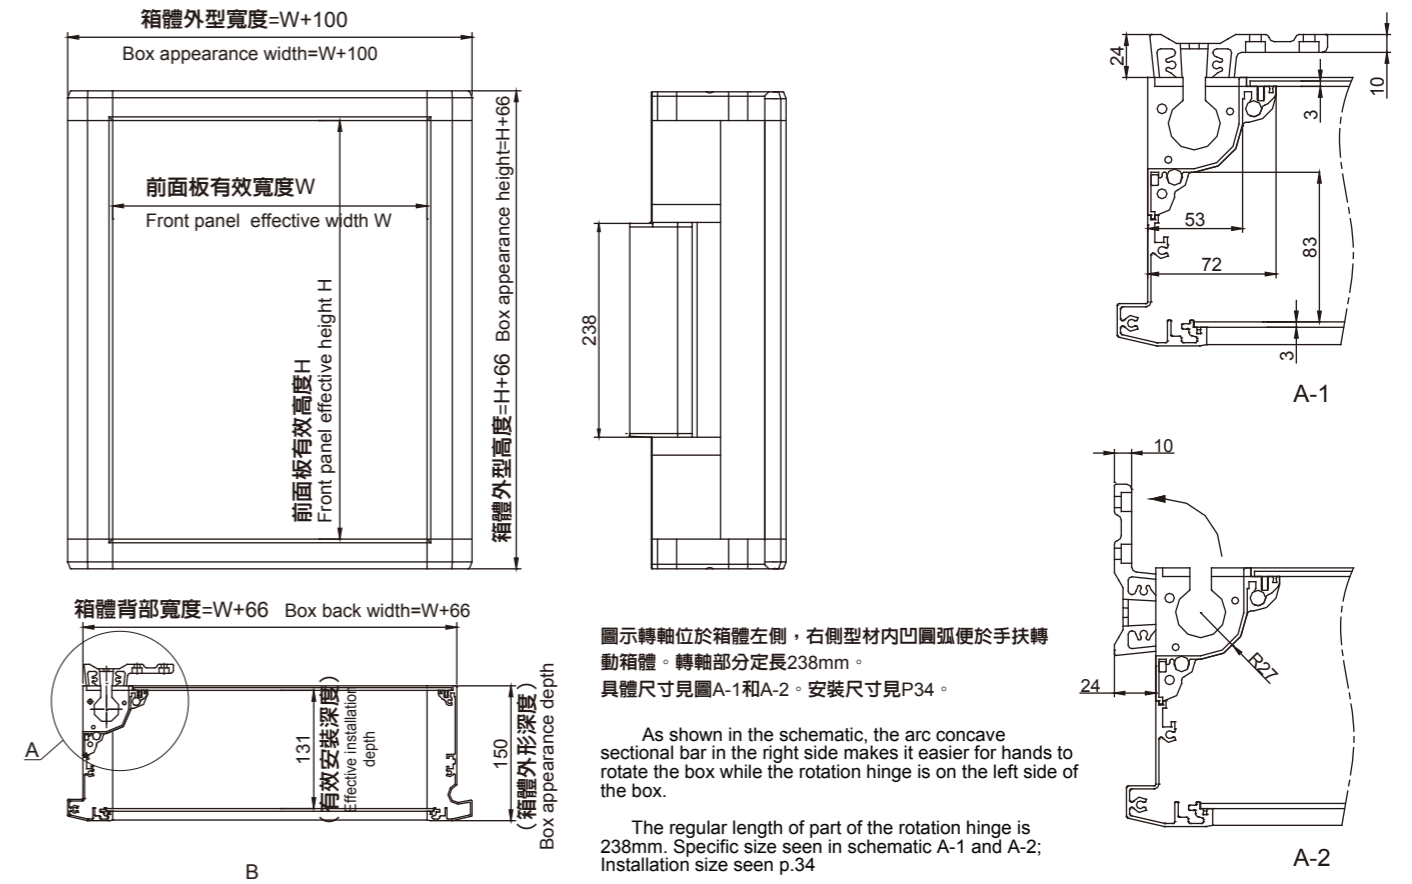 箱體外型寬度=W+100
Box appearance width=W+100
前面板有效寬度W
Front panel effective width W
前面板有效高度H
Front panel effective height H
箱體外型高度=H+66 Box appearance height=H+66
238
24
10
3
53
83
72
3
A-1
箱體背部寬度=W+66 Box back width=W+66
A
131
(有效安裝深度)
Effective installation
depth
150
(箱體外形深度)
Box appearance depth
B
圖示轉軸位於箱體左側,右側型材内凹圓弧便於手扶轉
動箱體。轉軸部分定長238mm。
具體尺寸見圖A-1和A-2。安裝尺寸見P34。
As shown in the schematic, the arc concave
sectional bar in the right side makes it easier for hands to
rotate the box while the rotation hinge is on the left side of
the box.
The regular length of part of the rotation hinge is
238mm. Specific size seen in schematic A-1 and A-2;
Installation size seen p.34
10
R27
24
A-2